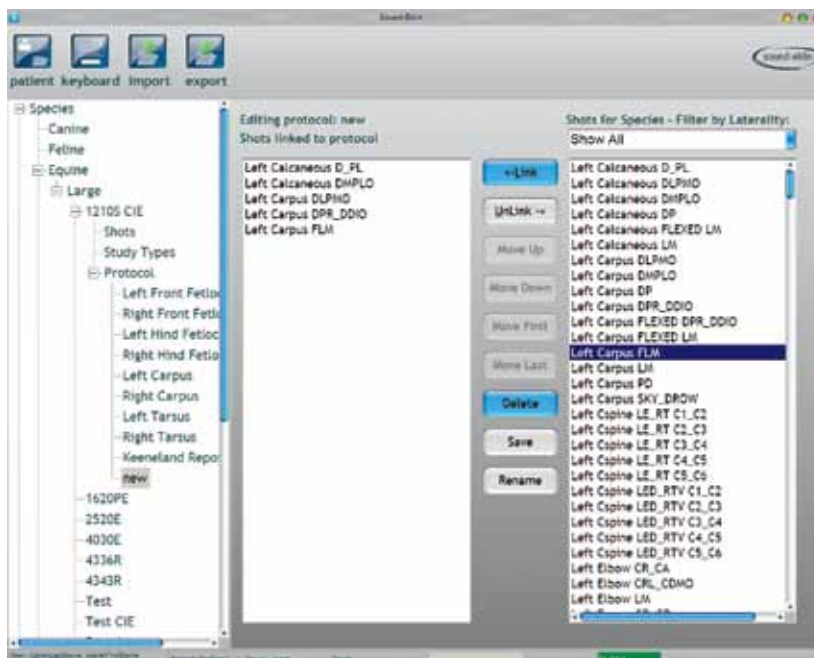 patient keyboard import export
Species
Canine
Feline
Equine
Large
1210S CIE
Shots
Study Types
Protocol
Left Front Fetloc
Right Front Fetlo
Left Hind Fetloc
Right Hind Fetlo
Left Carpus
Right Carpus
Left Tarsus
Right Tarsus
Keeneland Repos
new
1620PE
2520E
4030E
4336R
4343R
Test
Test CIE
Editing protocol: new
Shots linked to protocol
Left Calcaneous D_PL
Left Calcaneous DMPLO
Left Carpus DLPMO
Left Carpus DPR_DDIO
Left Carpus FLM
<-Link
UnLink ->
Move Up
Move Down
Move First
Move Last
Delete
Save
Rename
Shots for Species - Filter by Laterality:
Show All
Left Calcaneous D_PL
Left Calcaneous DLPMO
Left Calcaneous DMPLO
Left Calcaneous DP
Left Calcaneous FLEXED LM
Left Calcaneous LM
Left Carpus DLPMO
Left Carpus DMPLO
Left Carpus DP
Left Carpus DPR_DDIO
Left Carpus FLEXED DPR_DDIO
Left Carpus FLEXED LM
Left Carpus FLM
Left Carpus LM
Left Carpus PD
Left Carpus SKY_DROW
Left Cspine LE_RT C1_C2
Left Cspine LE_RT C2_C3
Left Cspine LE_RT C3_C4
Left Cspine LE_RT C4_C5
Left Cspine LE_RT C5_C6
Left Cspine LED_RTV C1_C2
Left Cspine LED_RTV C2_C3
Left Cspine LED_RTV C3_C4
Left Cspine LED_RTV C4_C5
Left Cspine LED_RTV C5_C6
Left Elbow CR_CA
Left Elbow CRL_CDMO
Left Elbow LM